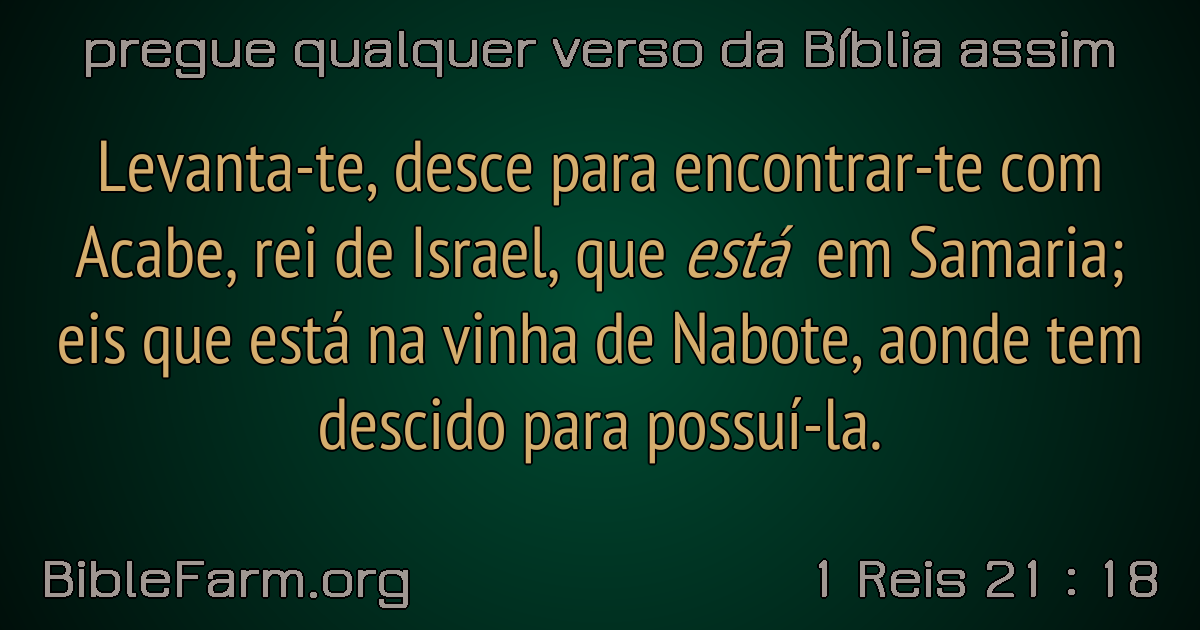 pregue qualquer verso da Bíblia assim
Levanta-te, desce para encontrar-te com
Acabe, rei de Israel, que está em Samaria;
eis que está na vinha de Nabote, aonde tem
descido para possuí-la.
BibleFarm.org
1 Reis 21 : 18